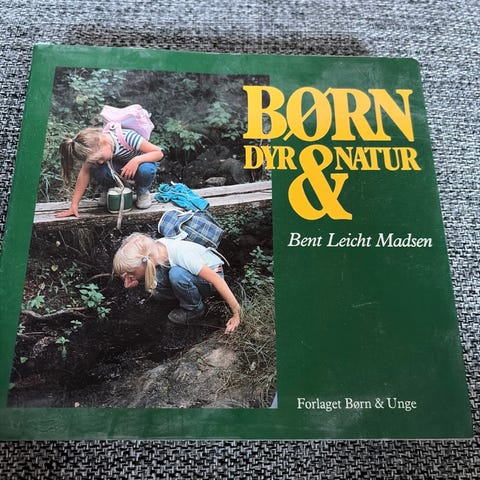 BØRN
DYR & NATUR
Bent Leicht Madsen
Forlaget Børn & Unge